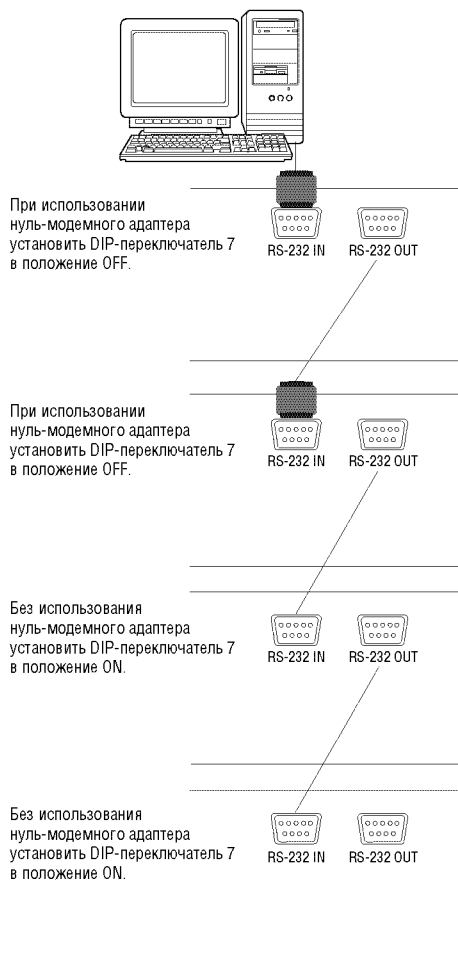 При использовании
нуль-модемного адаптера
установить DIP-переключатель 7
в положение OFF.
RS-232 IN RS-232 OUT
При использовании
нуль-модемного адаптера
установить DIP-переключатель 7
в положение OFF.
RS-232 IN RS-232 OUT
Без использования
нуль-модемного адаптера
установить DIP-переключатель 7
в положение ON.
RS-232 IN RS-232 OUT
Без использования
нуль-модемного адаптера
установить DIP-переключатель 7
в положение ON.
RS-232 IN RS-232 OUT